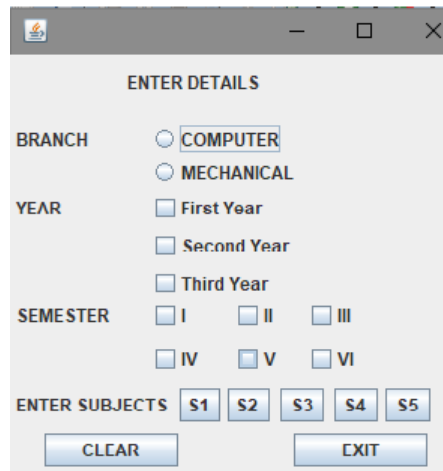 ENTER DETAILS
BRANCH COMPUTER
MECHANICAL
YEAR First Year
Second Year
Third Year
SEMESTER I II III
IV V VI
ENTER SUBJECTS S1 S2 S3 S4 S5
CLEAR EXIT